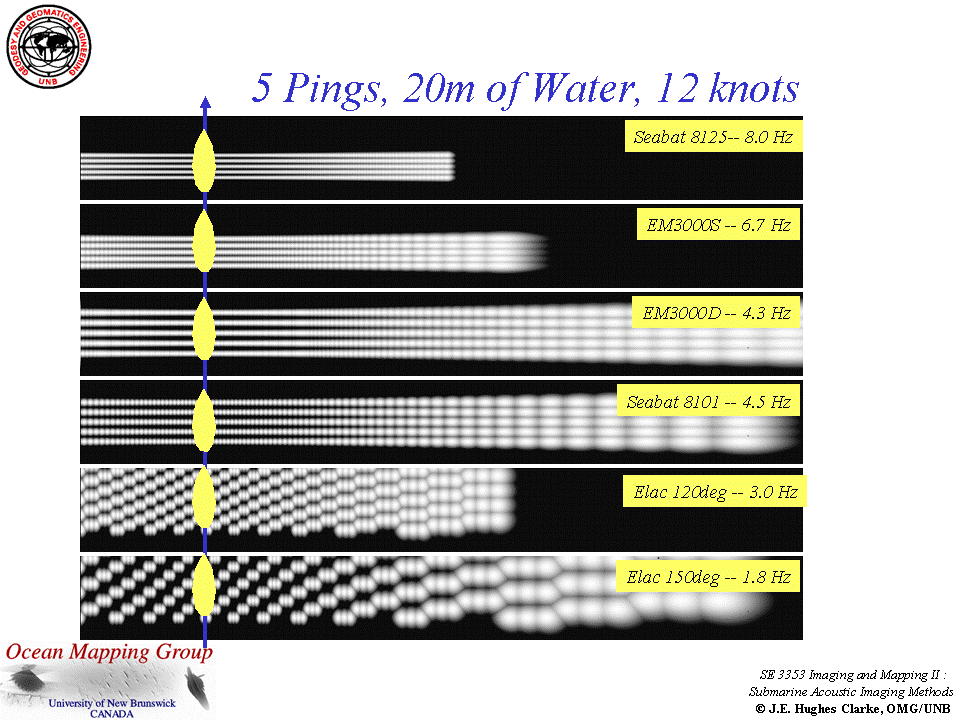 GEODESY AND GEOMATICS ENGINEERING
UNB
5 Pings, 20m of Water, 12 knots
Seabat 8125-- 8.0 Hz
EM3000S -- 6.7 Hz
EM3000D -- 4.3 Hz
Seabat 8101 -- 4.5 Hz
Elac 120deg -- 3.0 Hz
Elac 150deg -- 1.8 Hz
Ocean Mapping Group
University of New Brunswick
CANADA
SE 3353 Imaging and Mapping II :
Submarine Acoustic Imaging Methods
© J.E. Hughes Clarke, OMG/UNB